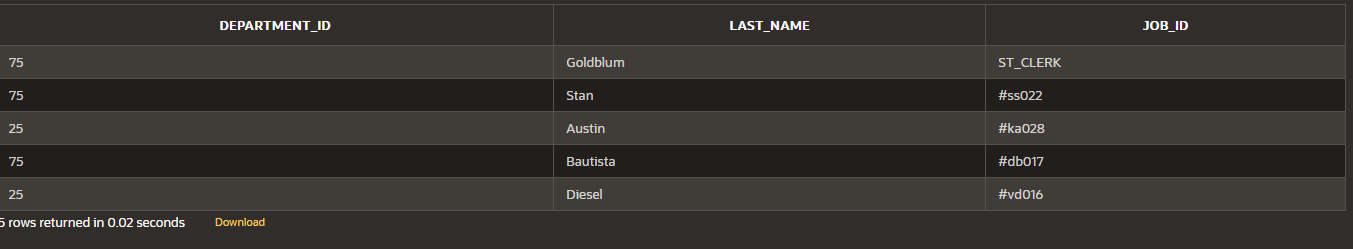 DEPARTMENT_ID LAST_NAME JOB_ID
75 Goldblum ST_CLERK
75 Stan #ss022
25 Austin #ka028
75 Bautista #db017
25 Diesel #vd016
5 rows returned in 0.02 seconds Download